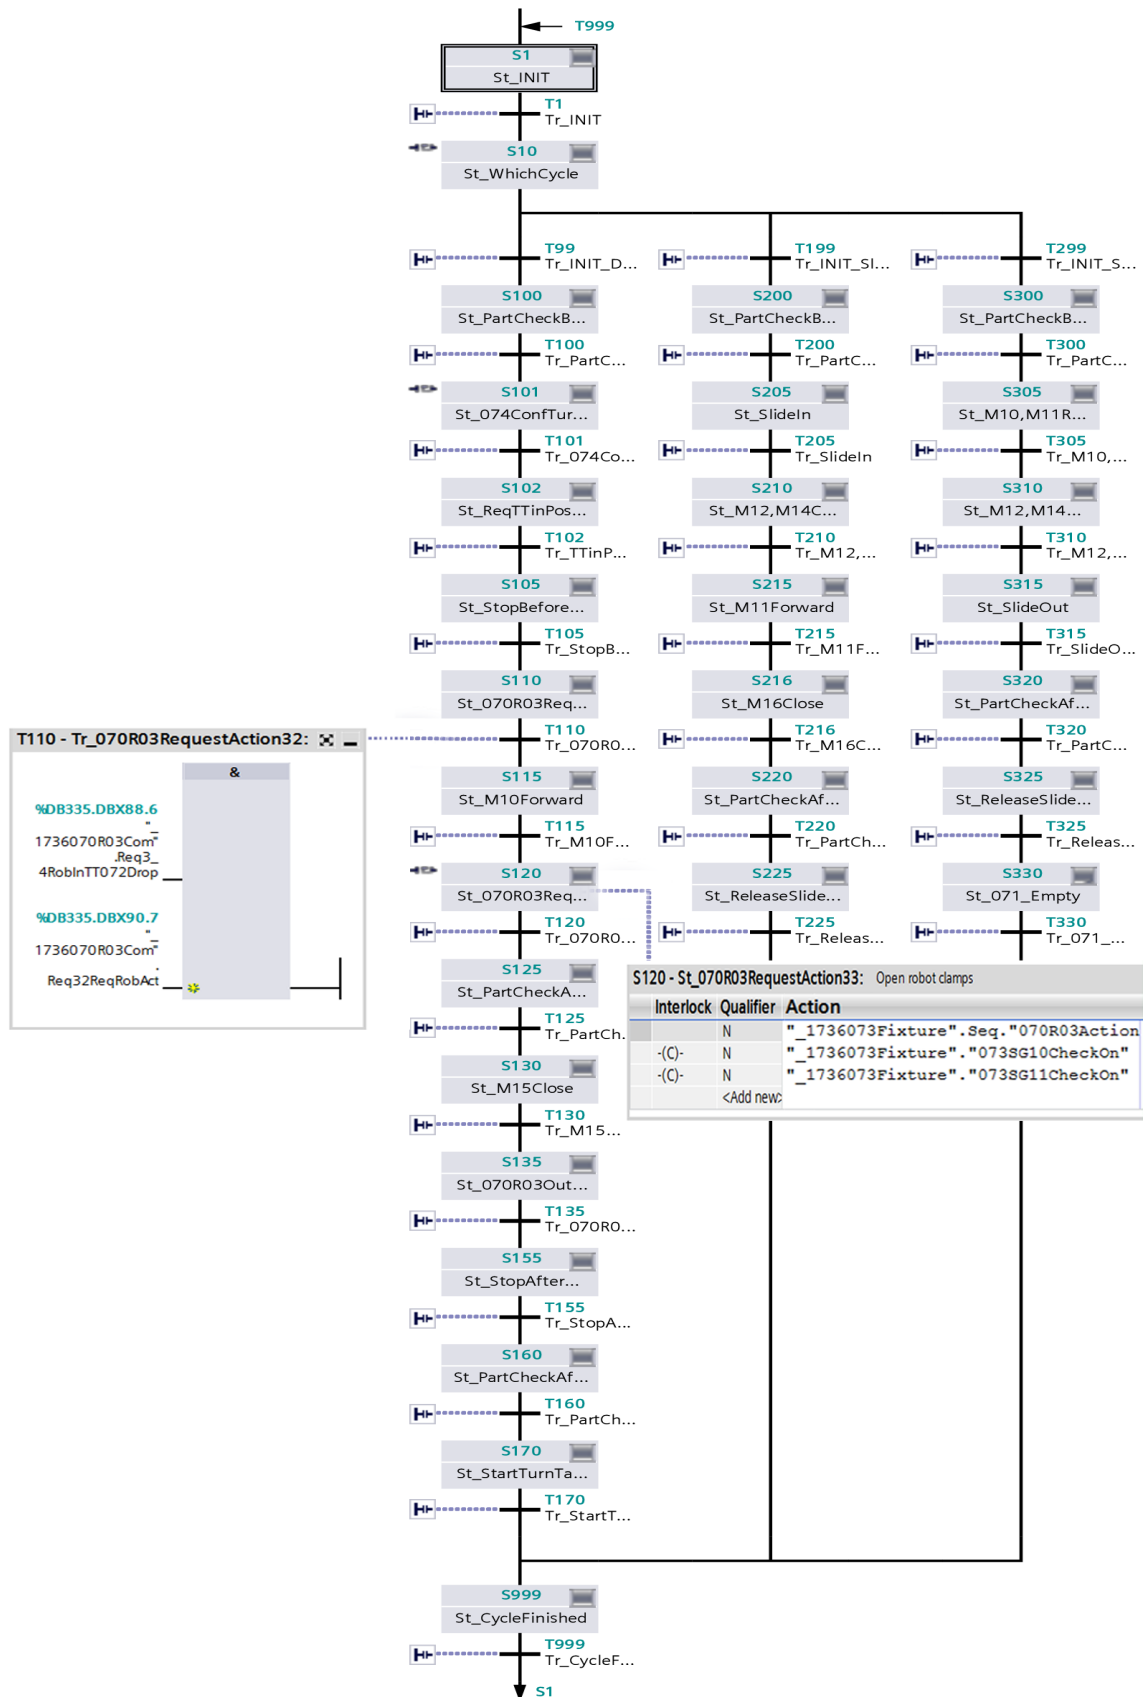 T999
S1
St_INIT
T1
Tr_INIT
S10
St_WhichCycle
T99
Tr_INIT_D...
T199
Tr_INIT_Sl...
T299
Tr_INIT_S...
S100
St_PartCheckB...
S200
St_PartCheckB...
S300
St_PartCheckB...
T100
Tr_PartC...
T200
Tr_PartC...
T300
Tr_PartC...
S101
St_074ConfTur...
S205
St_SlideIn
S305
St_M10,M11R...
T101
Tr_074Co...
T205
Tr_SlideIn
T305
Tr_M10,...
S102
St_ReqTTinPos...
S210
St_M12,M14C...
S310
St_M12,M14...
T102
Tr_TTinP...
T210
Tr_M12,...
T310
Tr_M12,...
S105
St_StopBefore...
S215
St_M11Forward
S315
St_SlideOut
T105
Tr_StopB...
T215
Tr_M11F...
T315
Tr_SlideO...
S110
St_070R03Req...
S216
St_M16Close
S320
St_PartCheckAf...
T110
Tr_070R0...
T216
Tr_M16C...
T320
Tr_PartC...
T110 - Tr_070R03RequestAction32:
&
%DB335.DBX88.6
"_
1736070R03Com"
.Req3_
4RobInTT072Drop
%DB335.DBX90.7
"_
1736070R03Com"
.
Req32ReqRobAct
S115
St_M10Forward
S220
St_PartCheckAf...
S325
St_ReleaseSlide...
T115
Tr_M10F...
T220
Tr_PartCh...
T325
Tr_Releas...
S120
St_070R03Req...
S225
St_ReleaseSlide...
S330
St_071_Empty
T120
Tr_070R0...
T225
Tr_Releas...
T330
Tr_071_...
S125
St_PartCheckA...
T125
Tr_PartCh.
S120 - St_070R03RequestAction33: Open robot clamps
Interlock Qualifier Action
N "_1736073Fixture".Seq."070R03Action
-(C)- N "_1736073Fixture"."073SG10CheckOn"
-(C)- N "_1736073Fixture"."073SG11CheckOn"
<Add new>
S130
St_M15Close
T130
Tr_M15...
S135
St_070R03Out...
T135
Tr_070R0...
S155
St_StopAfter...
T155
Tr_StopA...
S160
St_PartCheckAf...
T160
Tr_PartCh...
S170
St_StartTurnTa...
T170
Tr_StartT...
S999
St_CycleFinished
T999
Tr_CycleF...
S1